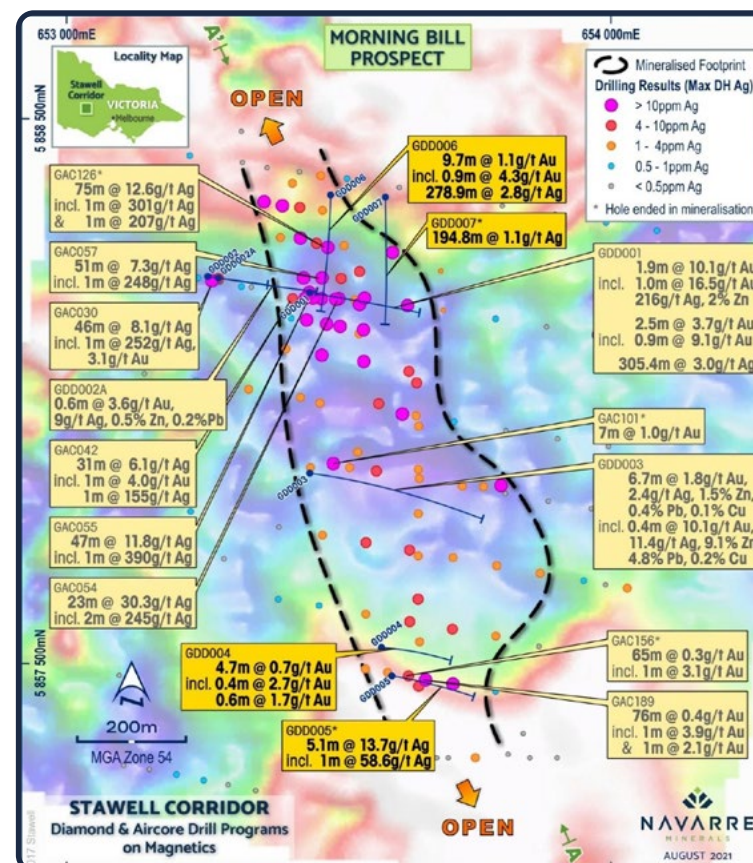 653 000mE
654 000mE
A'
MORNING BILL
PROSPECT
Locality Map
Stawell
Corridor
VICTORIA
Melbourne
OPEN
5 858 500mN
Mineralised Footprint
Drilling Results (Max DH Ag)
> 10ppm Ag
4 - 10ppm Ag
1 - 4ppm Ag
0.5 - 1ppm Ag
< 0.5ppm Ag
* Hole ended in mineralisation
GDD006
9.7m @ 1.1g/t Au
incl. 0.9m @ 4.3g/t Au
278.9m @ 2.8g/t Ag
GAC126*
75m @ 12.6g/t Ag
incl. 1m @ 301g/t Ag
& 1m @ 207g/t Ag
GDD006
GDD007
GDD007*
194.8m @ 1.1g/t Ag
GAC057
51m @ 7.3g/t Ag
incl. 1m @ 248g/t Ag
GDD002
GDD002A
GDD001
GDD001
1.9m @ 10.1g/t Au
incl. 1.0m @ 16.5g/t Au
216g/t Ag, 2% Zn
2.5m @ 3.7g/t Au
incl. 0.9m @ 9.1g/t Au
305.4m @ 3.0g/t Ag
GAC030
46m @ 8.1g/t Ag
incl. 1m @ 252g/t Ag,
3.1g/t Au
GDD002A
0.6m @ 3.6g/t Au,
9g/t Ag, 0.5% Zn, 0.2%Pb
GAC042
31m @ 6.1g/t Ag
incl. 1m @ 4.0g/t Au
1m @ 155g/t Ag
GAC101*
7m @ 1.0g/t Au
GDD003
GDD003
6.7m @ 1.8g/t Au,
2.4g/t Ag, 1.5% Zn
0.4% Pb, 0.1% Cu
incl. 0.4m @ 10.1g/t Au,
11.4g/t Ag, 9.1% Zn
4.8% Pb, 0.2% Cu
GAC055
47m @ 11.8g/t Ag
incl. 1m @ 390g/t Ag
GAC054
23m @ 30.3g/t Ag
incl. 2m @ 245g/t Ag
GDD004
GDD004
4.7m @ 0.7g/t Au
incl. 0.4m @ 2.7g/t Au
0.6m @ 1.7g/t Au
GAC156*
65m @ 0.3g/t Au
incl. 1m @ 3.1g/t Au
5 857 500mN
GDD005
GDD005*
5.1m @ 13.7g/t Ag
incl. 1m @ 58.6g/t Ag
GAC189
76m @ 0.4g/t Au
incl. 1m @ 3.9g/t Au
& 1m @ 2.1g/t Au
200m
MGA Zone 54
OPEN
STAWELL CORRIDOR
Diamond & Aircore Drill Programs
on Magnetics
A
NAVARRE
MINERALS
AUGUST 2021